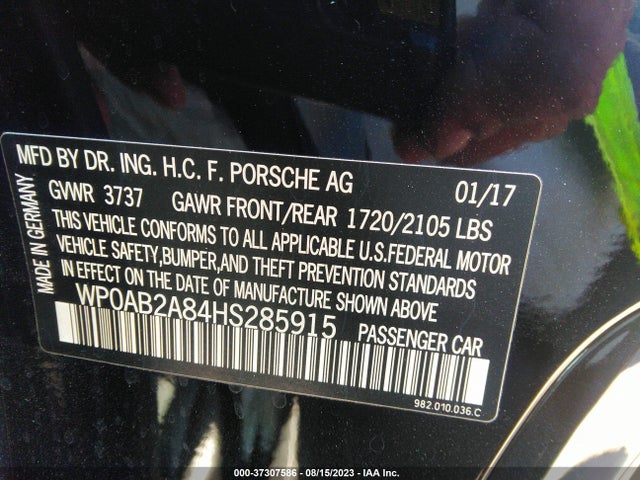 MFD BY DR. ING. H.C. F. PORSCHE AG 01/17
GVWR 3737 GAWR FRONT/REAR 1720/2105 LBS
THIS VEHICLE CONFORMS TO ALL APPLICABLE U.S.FEDERAL MOTOR
VEHICLE SAFETY,BUMPER,AND THEFT PREVENTION STANDARDS
IN EFFECT ON THE DATE OF MANUFACTURE SHOWN ABOVE
WP0AB2A84HS285915 PASSENGER CAR
982.010.036.C
MADE IN GERMANY
000-37307586 - 08/15/2023 - IAA Inc.